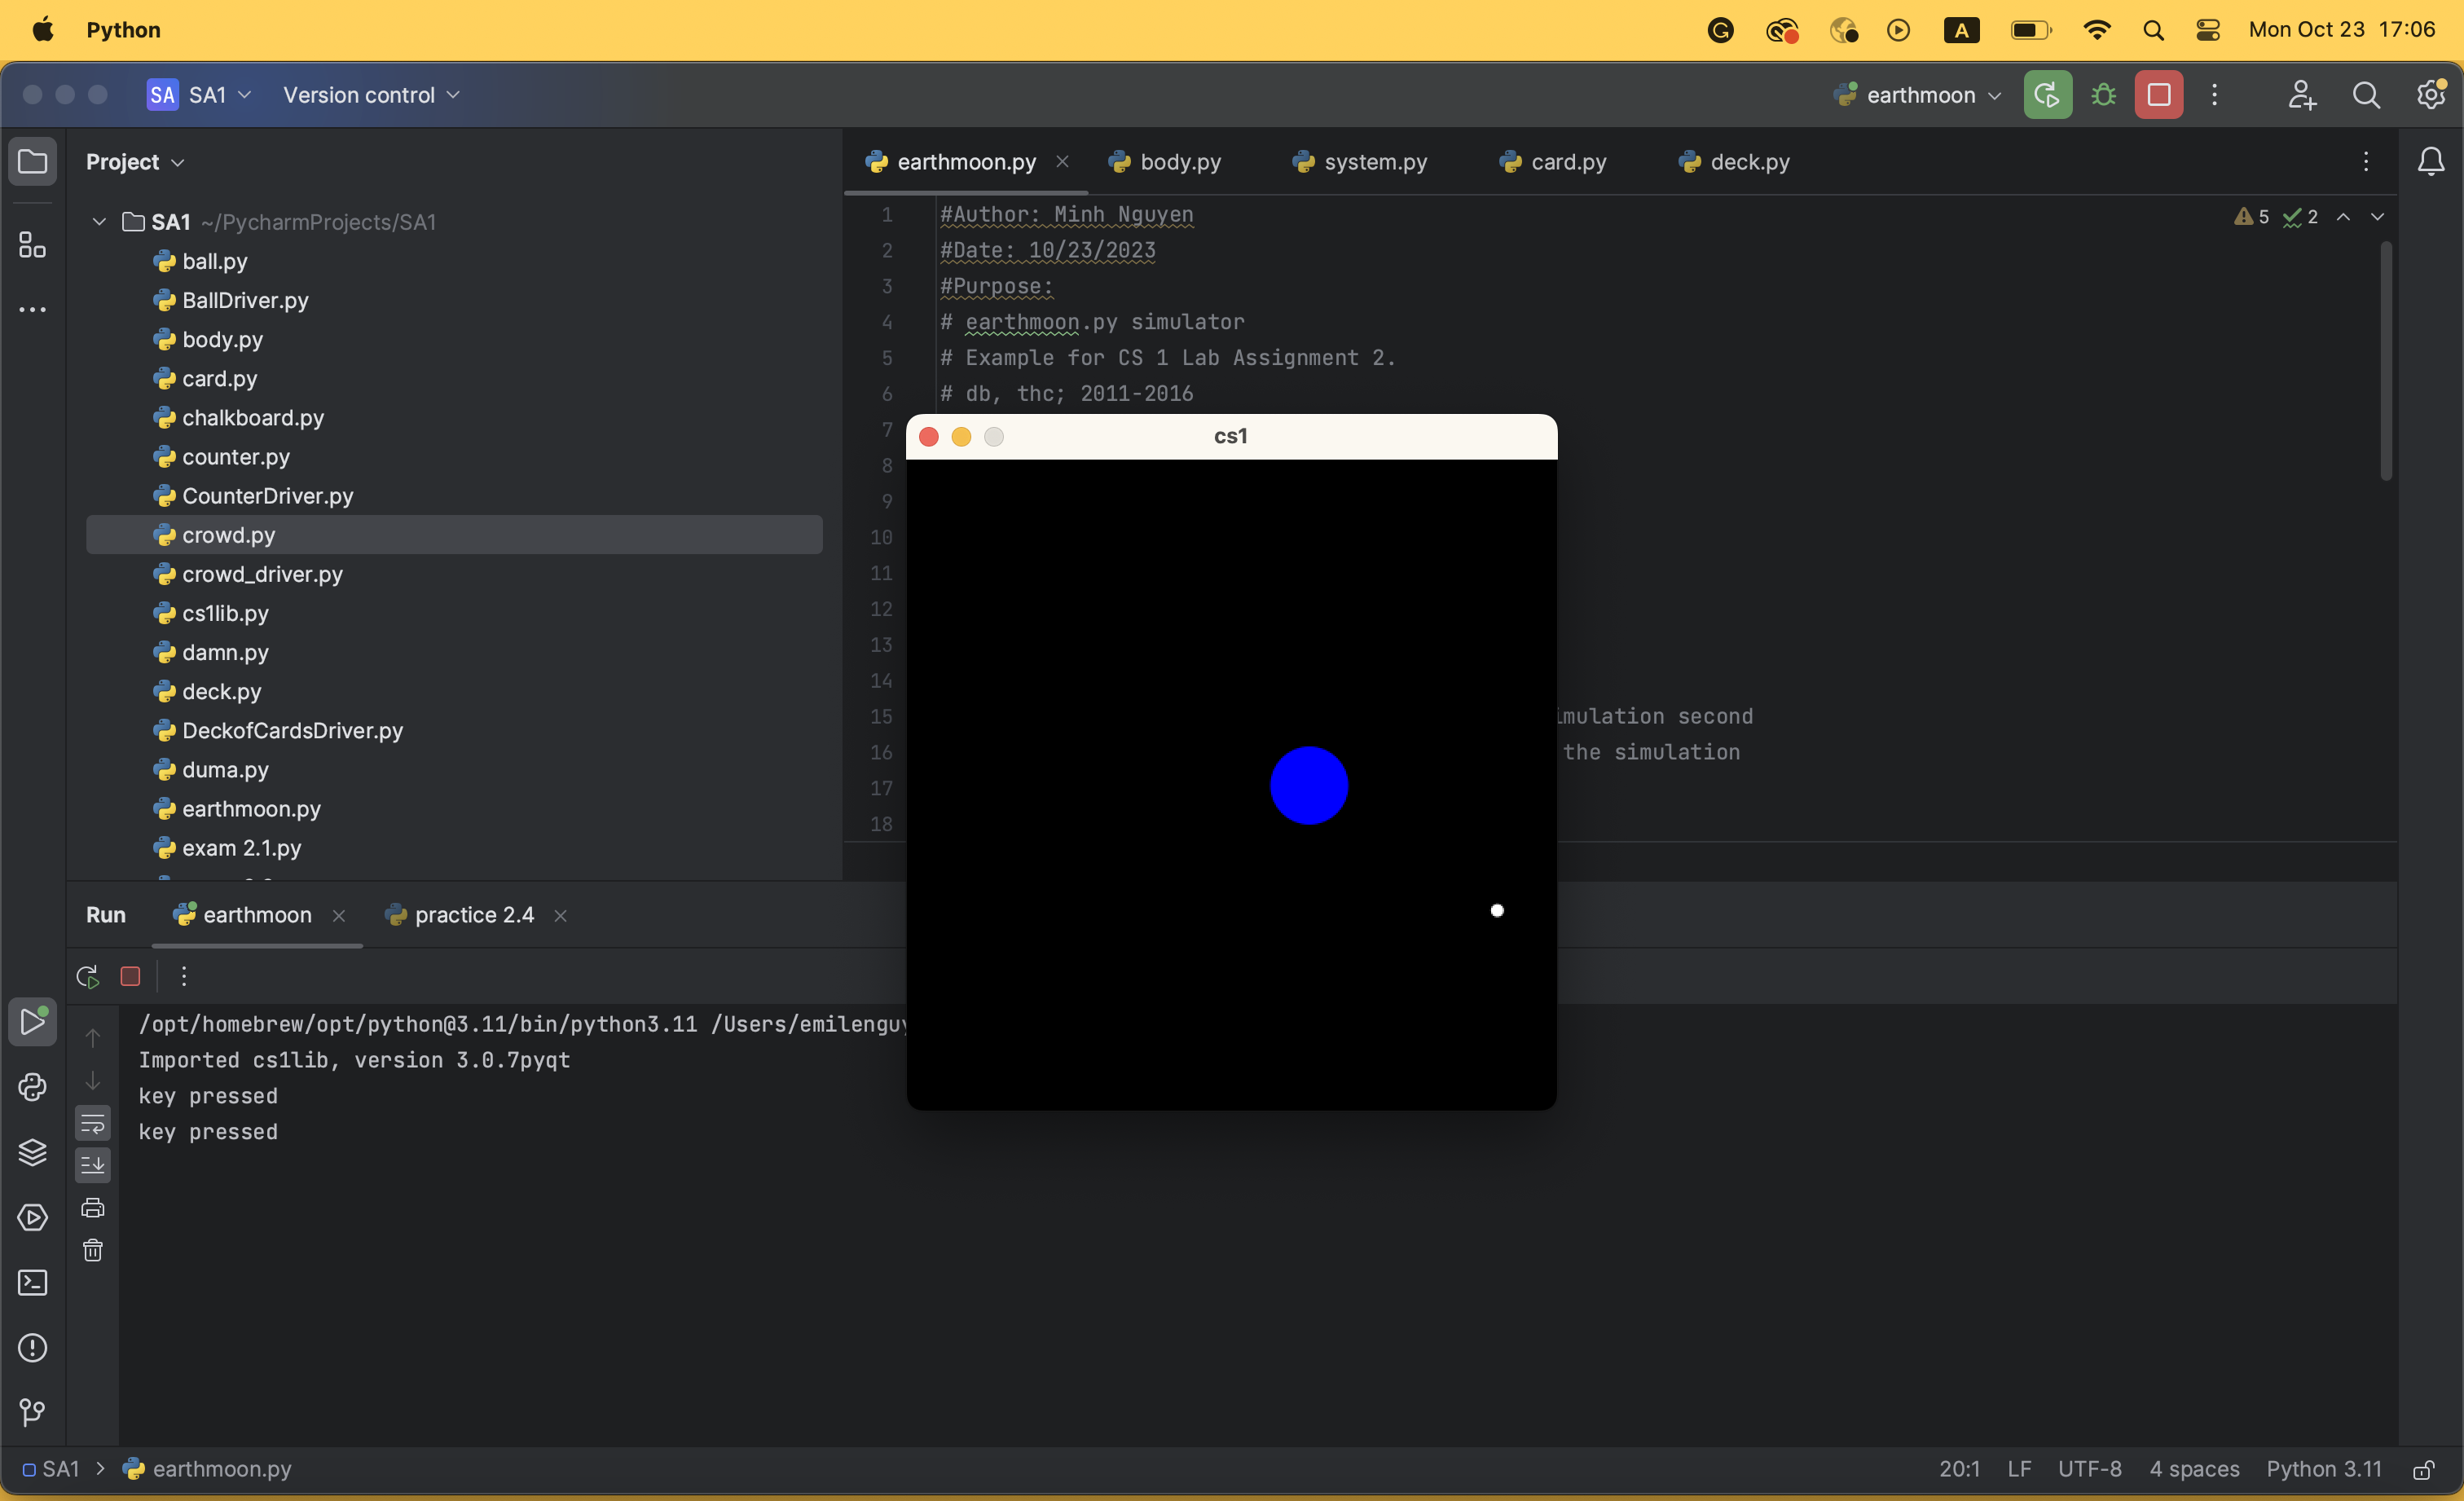 Python
A
Mon Oct 23 17:06
SA SA1
Version control
earthmoon
Project
earthmoon.py
body.py
system.py
card.py
deck.py
SA1 ~/PycharmProjects/SA1
ball.py
BallDriver.py
body.py
card.py
chalkboard.py
counter.py
CounterDriver.py
crowd.py
crowd_driver.py
cs1lib.py
damn.py
deck.py
DeckofCardsDriver.py
duma.py
earthmoon.py
exam 2.1.py
5 2
1 #Author: Minh Nguyen
2 #Date: 10/23/2023
3 #Purpose:
4 # earthmoon.py simulator
5 # Example for CS 1 Lab Assignment 2.
6 # db, thc; 2011-2016
7
8
9
10
11
12
13
14
15 second
16 the simulation
17
18
cs1
Run
earthmoon
practice 2.4
/opt/homebrew/opt/python@3.11/bin/python3.11
Imported cs1lib, version 3.0.7pyqt
key pressed
key pressed
SA1 > earthmoon.py
20:1 LF UTF-8 4 spaces Python 3.11